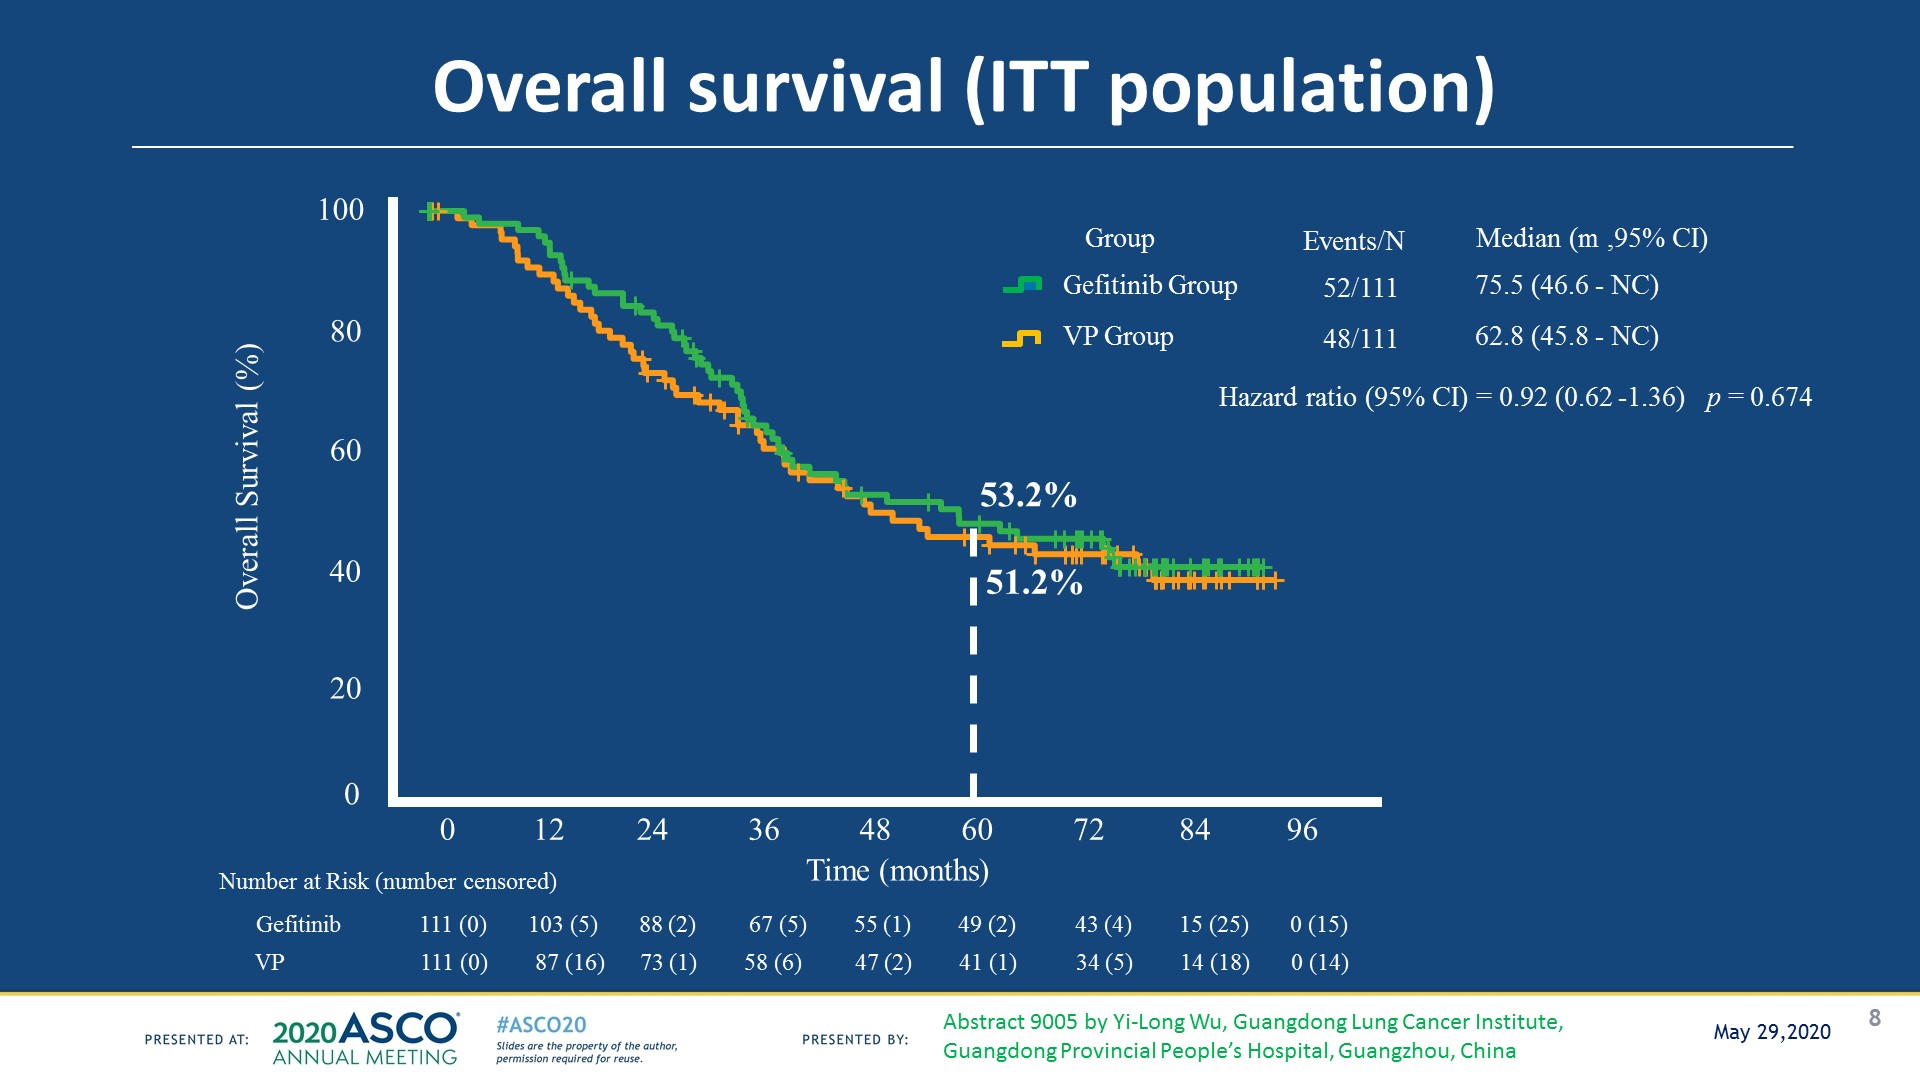 Overall survival (ITT population)
Group Events/N Median (m ,95% CI)
Gefitinib Group 52/111 75.5 (46.6 - NC)
VP Group 48/111 62.8 (45.8 - NC)
Hazard ratio (95% CI) = 0.92 (0.62 -1.36) p = 0.674
Overall Survival (%)
100
80
60
40
20
0
53.2%
51.2%
0 12 24 36 48 60 72 84 96
Time (months)
Number at Risk (number censored)
Gefitinib 111 (0) 103 (5) 88 (2) 67 (5) 55 (1) 49 (2) 43 (4) 15 (25) 0 (15)
VP 111 (0) 87 (16) 73 (1) 58 (6) 47 (2) 41 (1) 34 (5) 14 (18) 0 (14)
PRESENTED AT:
2020 ASCO®
ANNUAL MEETING
#ASCO20
Slides are the property of the author,
permission required for reuse.
PRESENTED BY:
Abstract 9005 by Yi-Long Wu, Guangdong Lung Cancer Institute,
Guangdong Provincial People’s Hospital, Guangzhou, China
May 29,2020
8